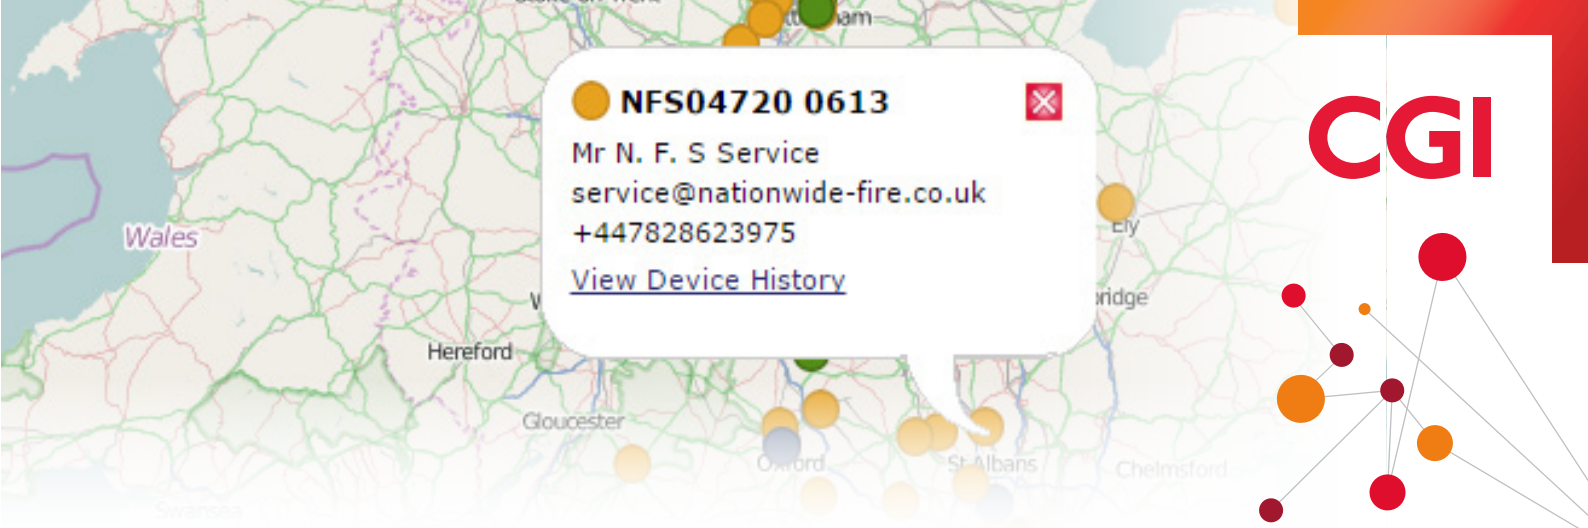 NFS04720 0613
Mr N. F. S Service
service@nationwide-fire.co.uk
+447828623975
View Device History
CGI
Wales
Ely
Hereford
Gloucester
Oxford
St Albans
Chelmsford
Swansea